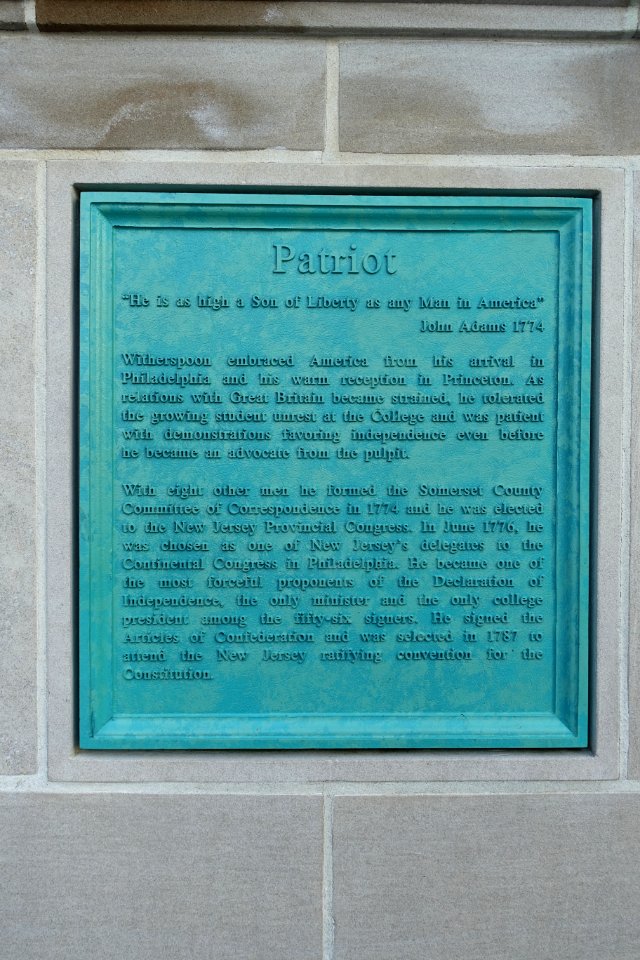 Patriot
"He is as high a Son of Liberty as any Man in America"
John Adams 1774
Witherspoon embraced America from his arrival in
Philadelphia and his warm reception in Princeton. As
relations with Great Britain became strained, he tolerated
the growing student unrest at the College and was patient
with demonstrations favoring independence even before
he became an advocate from the pulpit.
With eight other men he formed the Somerset County
Committee of Correspondence in 1774 and he was elected
to the New Jersey Provincial Congress. In June 1776, he
was chosen as one of New Jersey's delegates to the
Continental Congress in Philadelphia. He became one of
the most forceful proponents of the Declaration of
Independence, the only minister and the only college
president among the fifty-six signers. He signed the
Articles of Confederation and was selected in 1787 to
attend the New Jersey ratifying convention for the
Constitution.